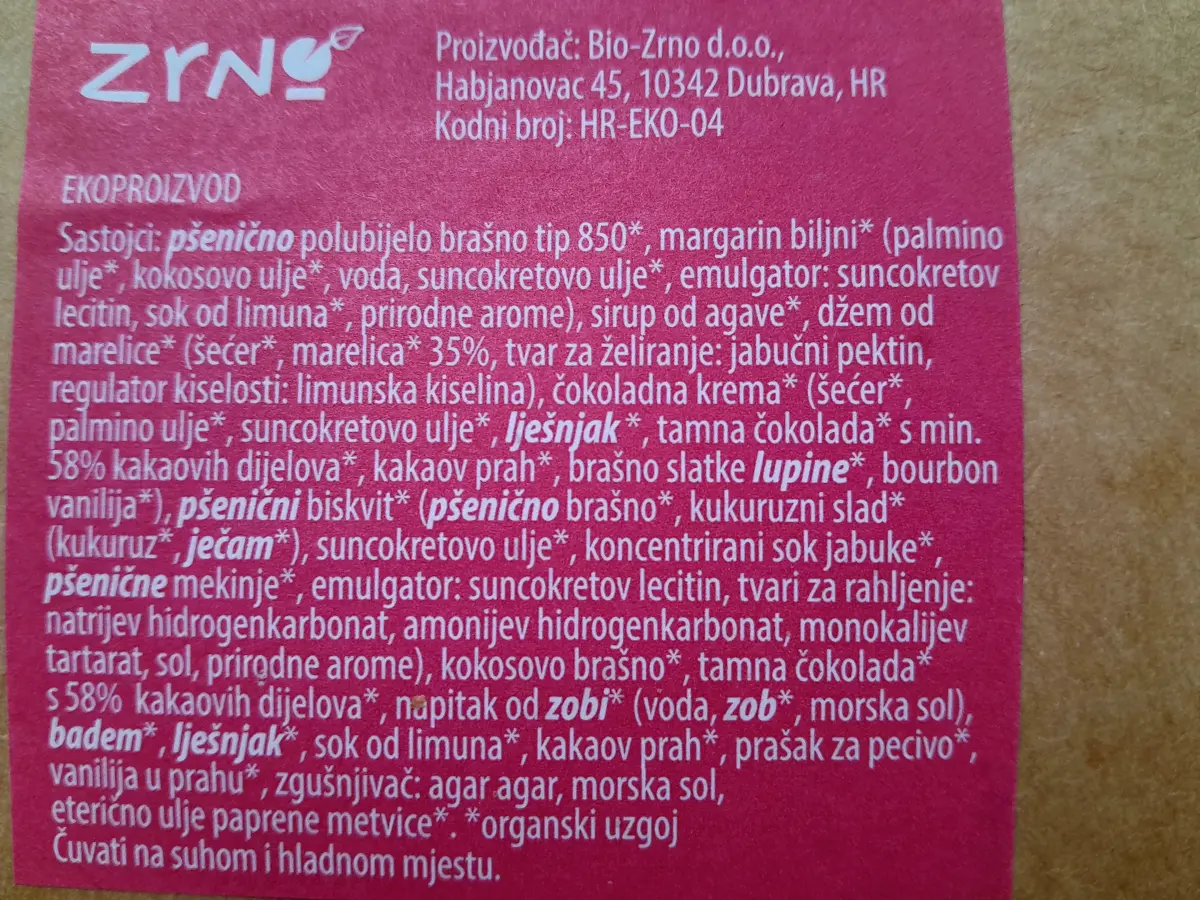 ZRNO
Proizvođač: Bio-Zrno d.o.o.,
Habjanovac 45, 10342 Dubrava, HR
Kodni broj: HR-EKO-04
EKOPROIZVOD
Sastojci: pšenično polubijelo brašno tip 850*, margarin biljni* (palmino
ulje*, kokosovo ulje*, voda, suncokretovo ulje*, emulgator: suncokretov
lecitin, sok od limuna*, prirodne arome), sirup od agave*, džem od
marelice* (šećer*, marelica* 35%, tvar za želiranje: jabučni pektin,
regulator kiselosti: limunska kiselina), čokoladna krema* (šećer*,
palmino ulje*, suncokretovo ulje*, lješnjak *, tamna čokolada* s min.
58% kakaovih dijelova*, kakaov prah*, brašno slatke lupine*, bourbon
vanilija*), pšenični biskvit* (pšenično brašno*, kukuruzni slad*
(kukuruz*, ječam*), suncokretovo ulje*, koncentrirani sok jabuke*,
pšenične mekinje*, emulgator: suncokretov lecitin, tvari za rahljenje:
natrijev hidrogenkarbonat, amonijev hidrogenkarbonat, monokalijev
tartarat, sol, prirodne arome), kokosovo brašno*, tamna čokolada*
s 58% kakaovih dijelova*, napitak od zobi* (voda, zob*, morska sol),
badem*, lješnjak*, sok od limuna*, kakaov prah*, prašak za pecivo*,
vanilija u prahu*, zgušnjivač: agar agar, morska sol,
eterično ulje paprene metvice*. *organski uzgoj
Čuvati na suhom i hladnom mjestu.